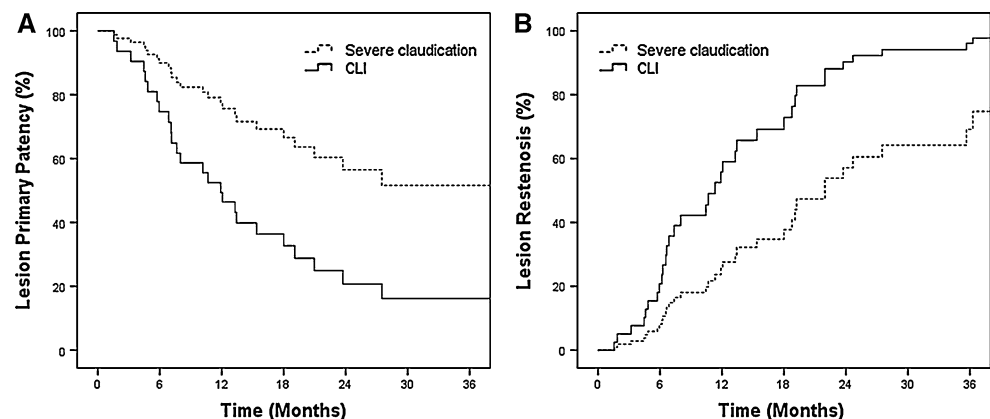 A
Lesion Primary Patency (%)
100
80
60
40
20
0
Severe claudication
CLI
0 6 12 18 24 30 36
Time (Months)
B
Lesion Restenosis (%)
100
80
60
40
20
0
Severe claudication
CLI
0 6 12 18 24 30 36
Time (Months)